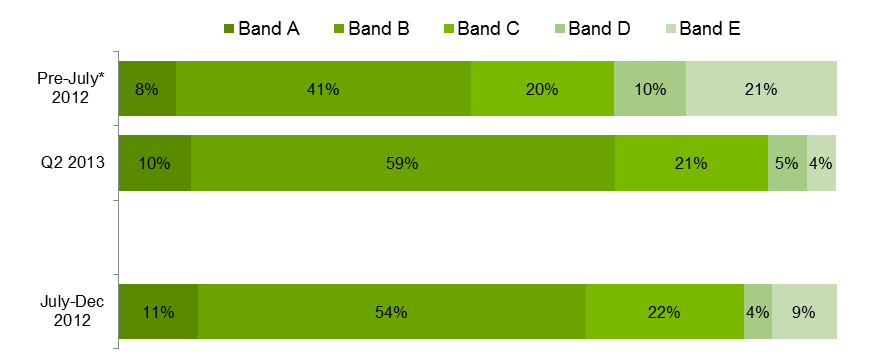 Band A Band B Band C Band D Band E
Pre-July*
2012
8% 41% 20% 10% 21%
Q2 2013
10% 59% 21% 5% 4%
July-Dec
2012
11% 54% 22% 4% 9%